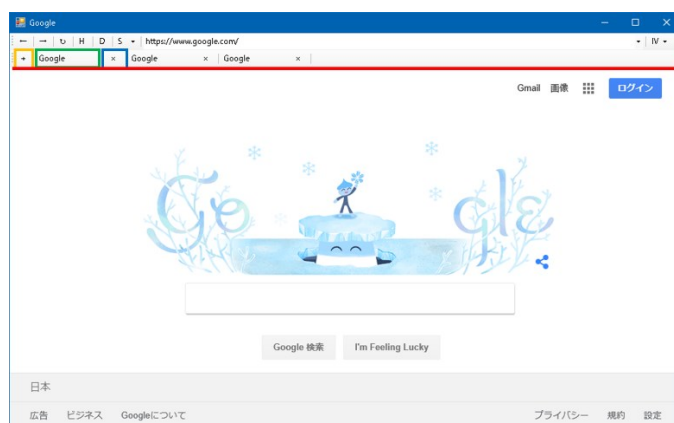 Google
← → ↻ H D S https://www.google.com/ IV
+ Google × Google × Google ×
Gmail 画像 ログイン
Google
Google 検索 I'm Feeling Lucky
日本
広告 ビジネス Googleについて プライバシー 規約 設定